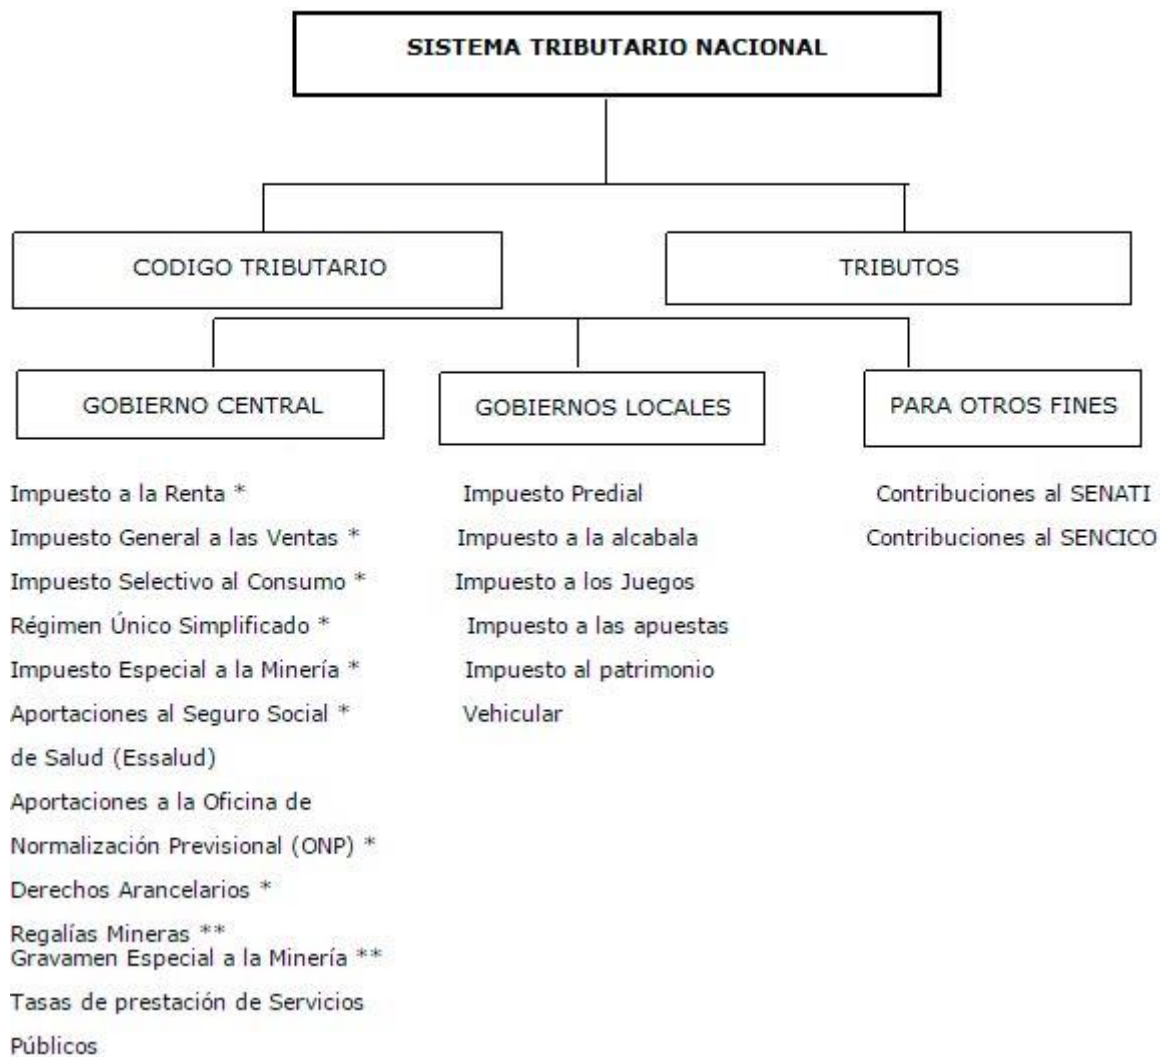 SISTEMA TRIBUTARIO NACIONAL
CODIGO TRIBUTARIO
TRIBUTOS
GOBIERNO CENTRAL
GOBIERNOS LOCALES
PARA OTROS FINES
Impuesto a la Renta *
Impuesto General a las Ventas *
Impuesto Selectivo al Consumo *
Régimen Único Simplificado *
Impuesto Especial a la Minería *
Aportaciones al Seguro Social *
de Salud (Essalud)
Aportaciones a la Oficina de
Normalización Previsional (ONP) *
Derechos Arancelarios *
Regalías Mineras **
Gravamen Especial a la Minería **
Tasas de prestación de Servicios
Públicos
Impuesto Predial
Impuesto a la alcabala
Impuesto a los Juegos
Impuesto a las apuestas
Impuesto al patrimonio
Vehicular
Contribuciones al SENATI
Contribuciones al SENCICO